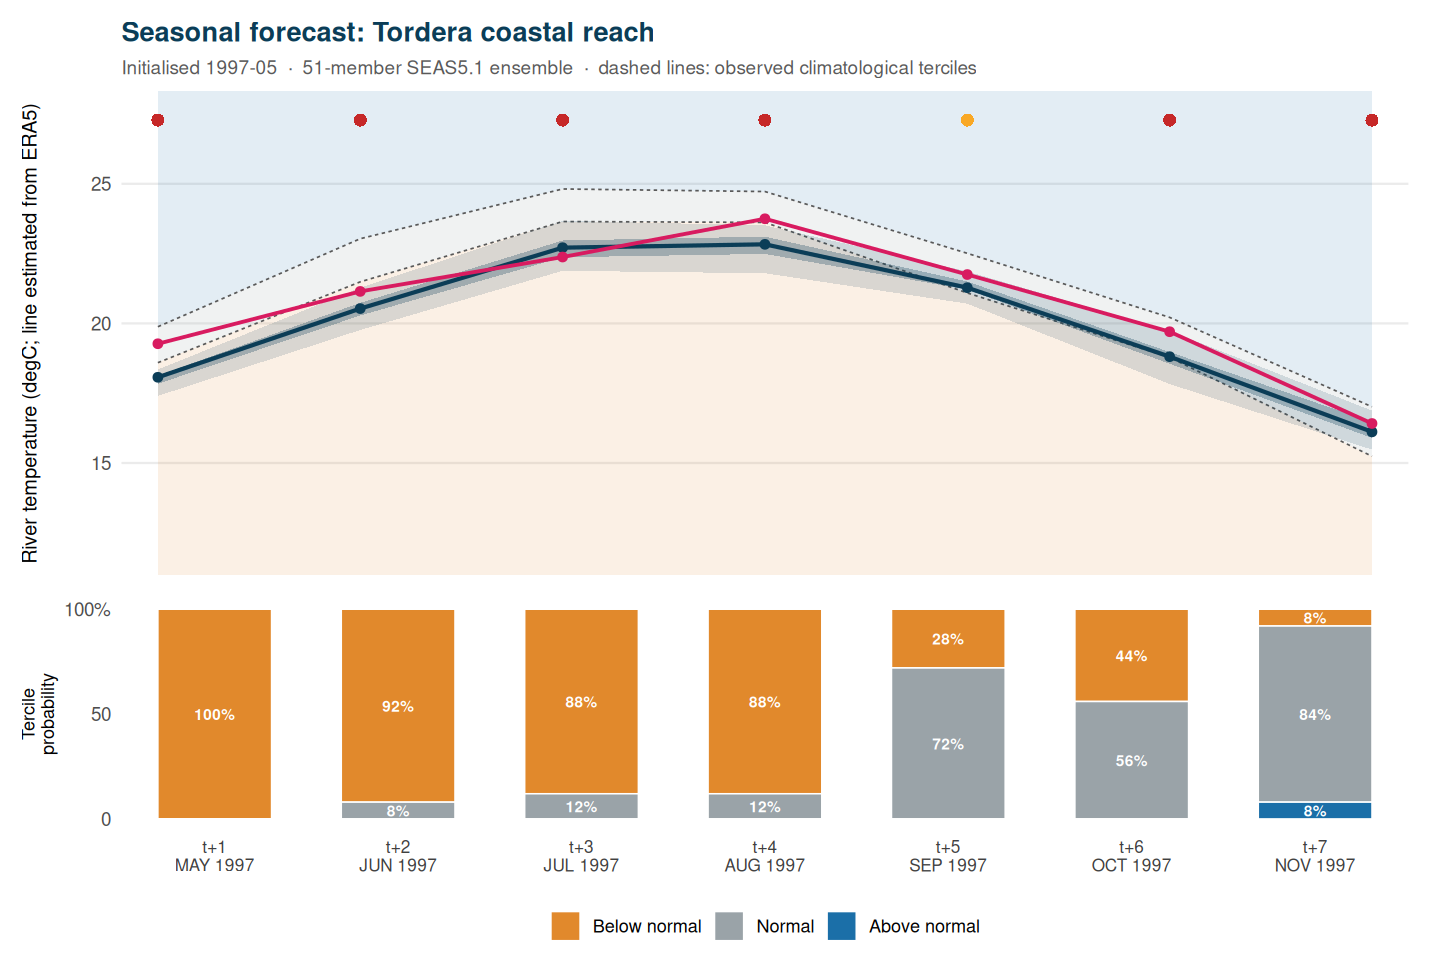 Seasonal forecast: Tordera coastal reach
Initialised 1997-05 · 51-member SEAS5.1 ensemble · dashed lines: observed climatological terciles
River temperature (degC; line estimated from ERA5)
25
20
15
Tercile
probability
100%
50
0
100%
92%
8%
88%
12%
88%
12%
28%
72%
44%
56%
8%
84%
8%
t+1
MAY 1997
t+2
JUN 1997
t+3
JUL 1997
t+4
AUG 1997
t+5
SEP 1997
t+6
OCT 1997
t+7
NOV 1997
Below normal
Normal
Above normal